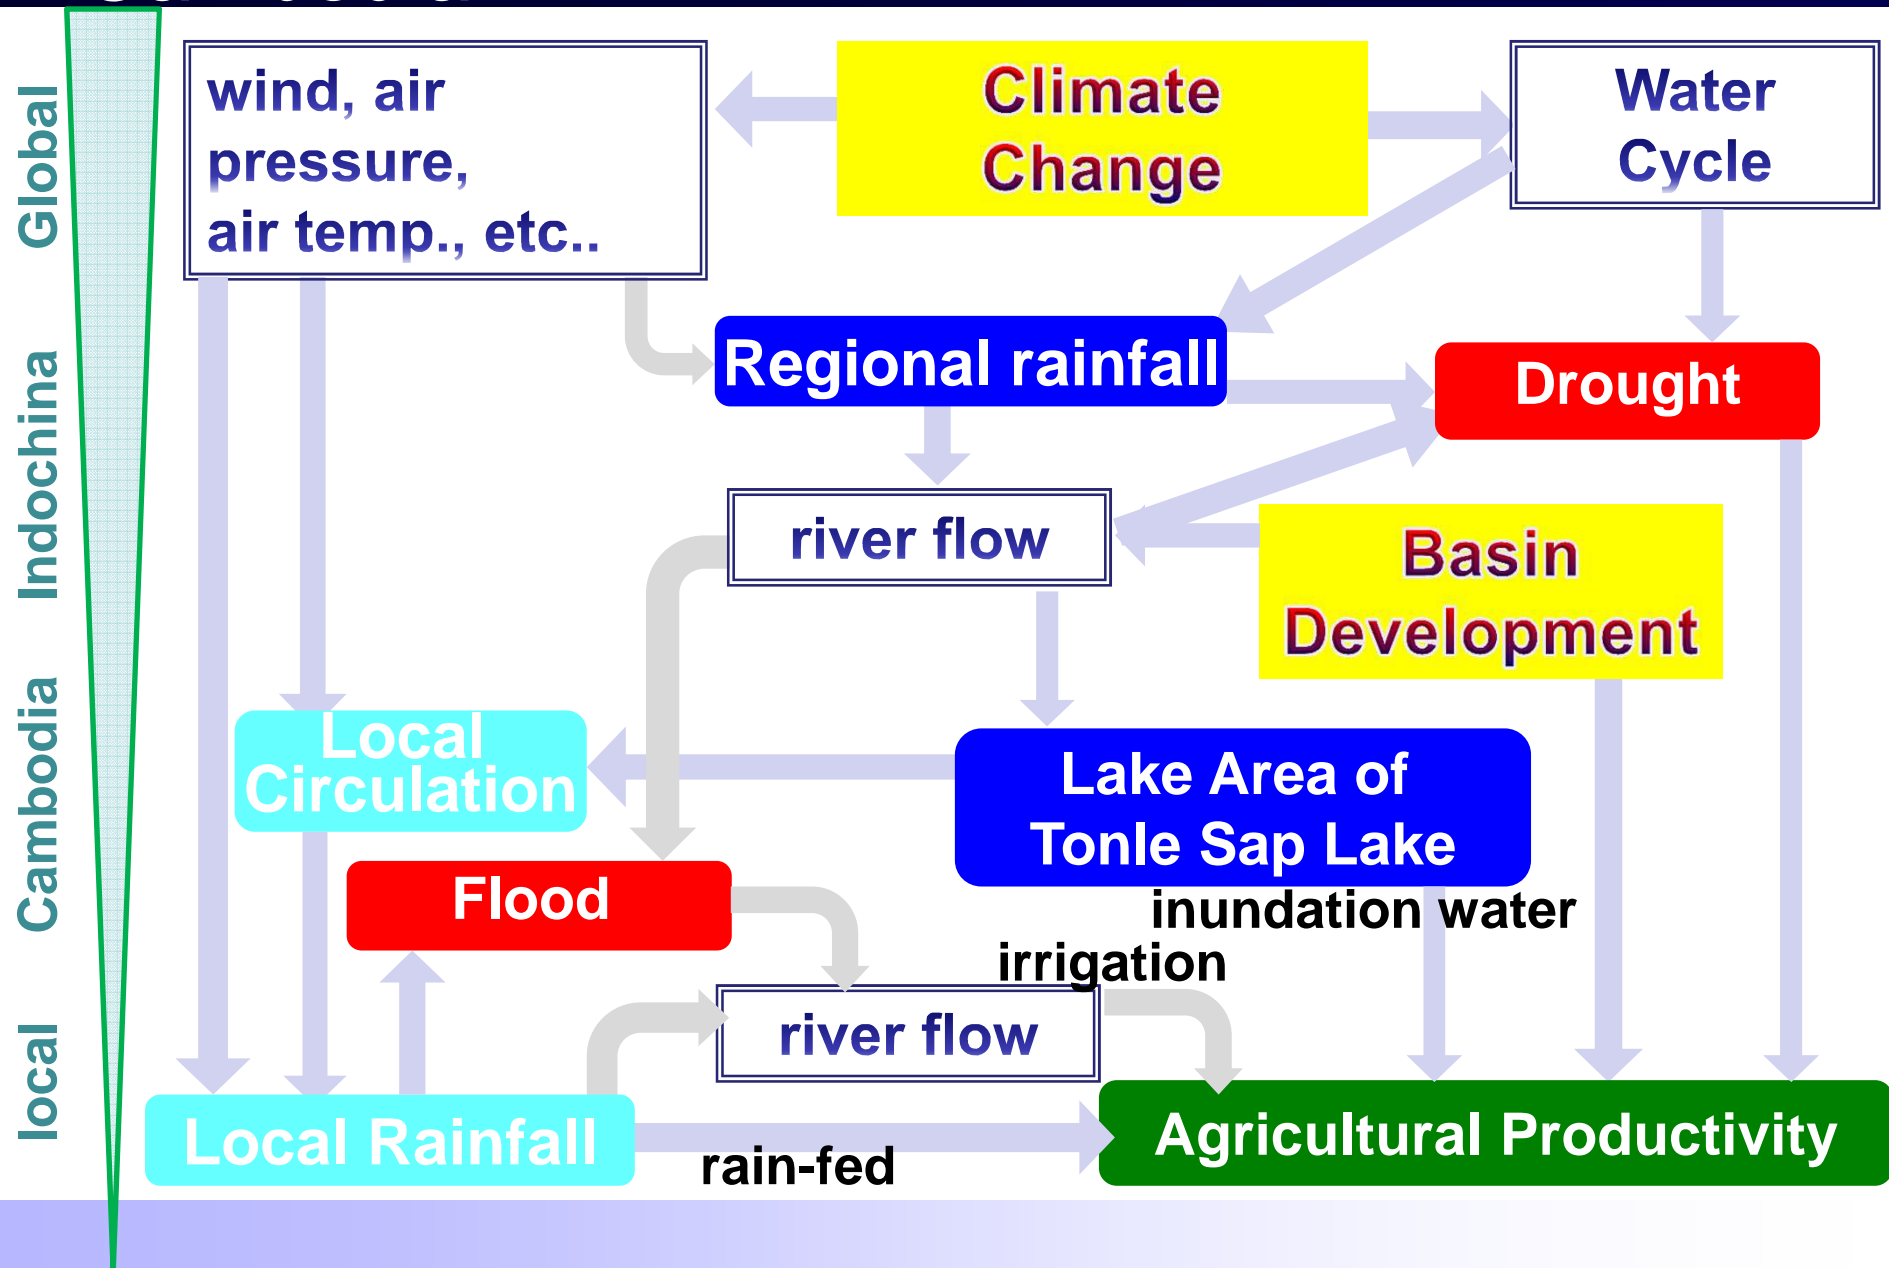 Global
Indochina
Cambodia
local
wind, air
pressure,
air temp., etc..
Climate
Change
Water
Cycle
Regional rainfall
Drought
river flow
Basin
Development
Local
Circulation
Lake Area of
Tonle Sap Lake
Flood
inundation water
irrigation
river flow
Local Rainfall
rain-fed
Agricultural Productivity